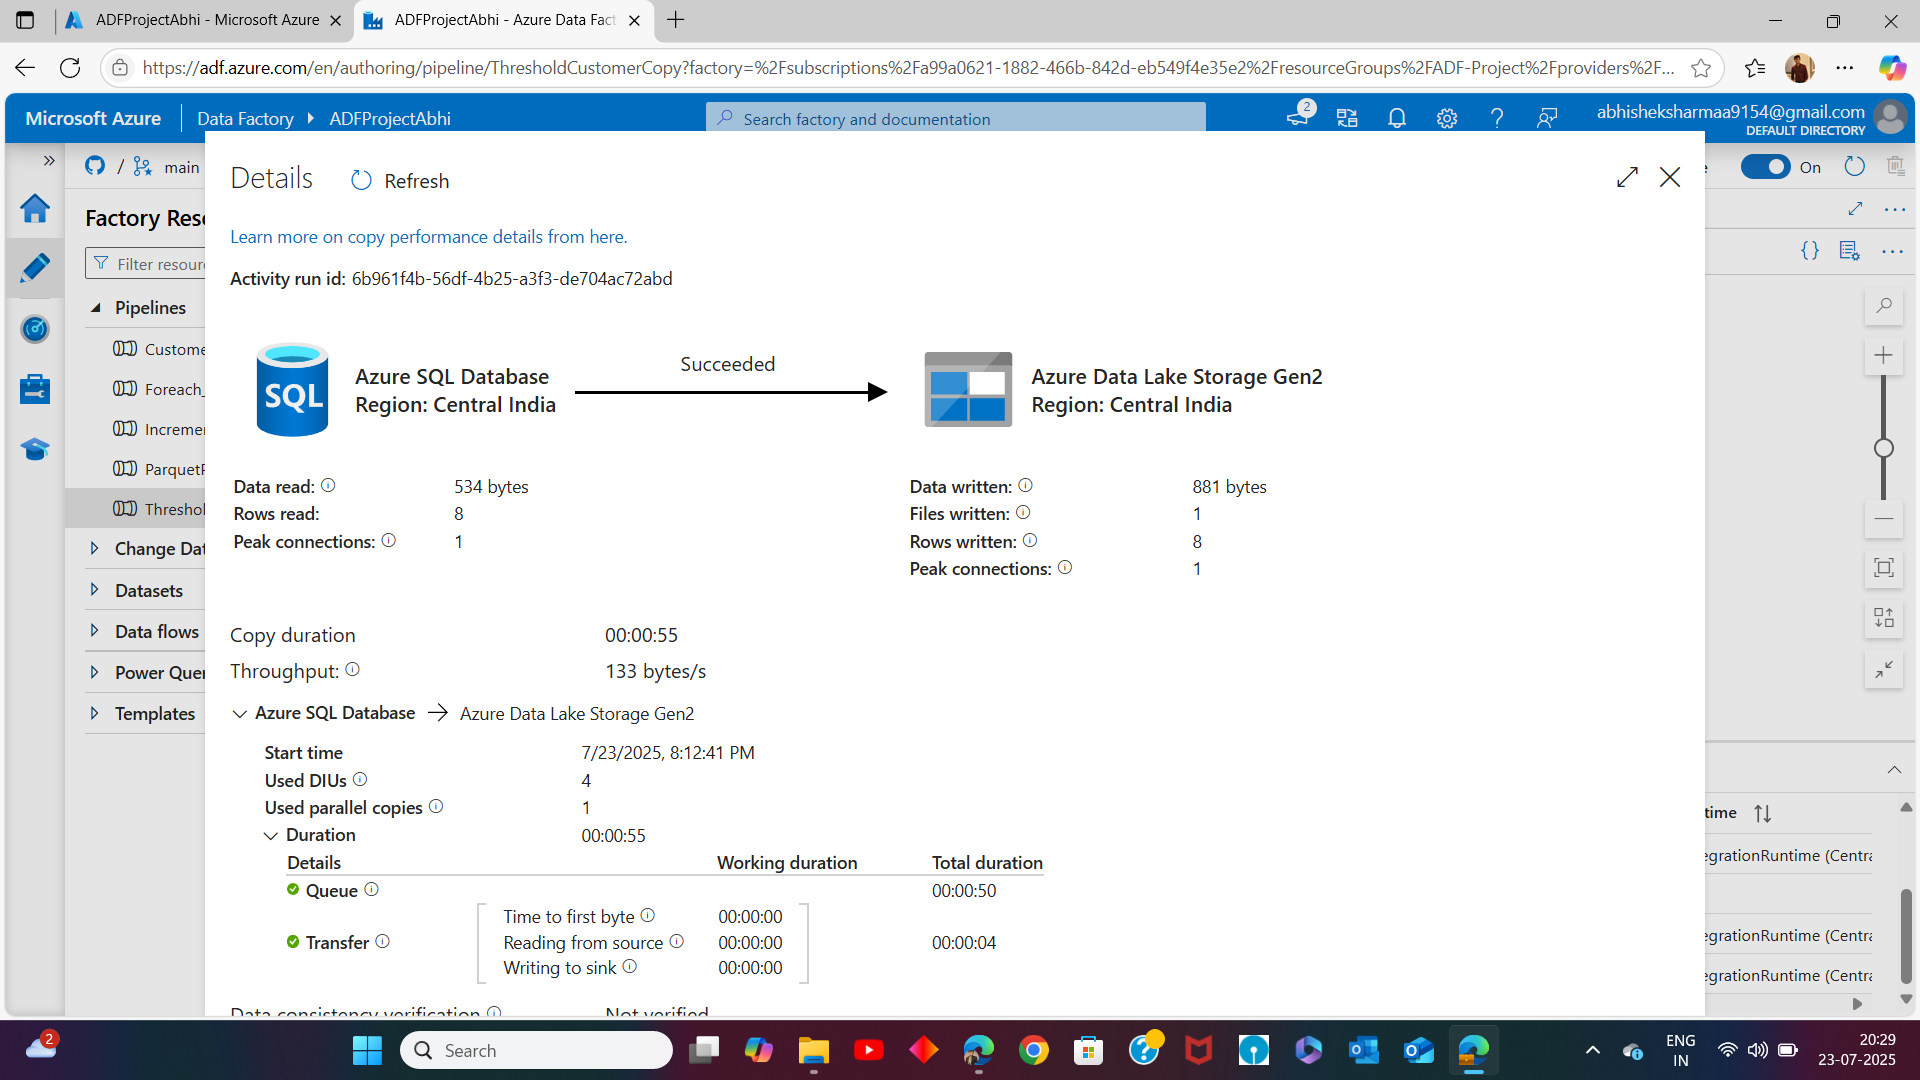 ADFProjectAbhi - Microsoft Azure
ADFProjectAbhi - Azure Data Fact
https://adf.azure.com/en/authoring/pipeline/ThresholdCustomerCopy?factory=%2Fsubscriptions%2Fa99a0621-1882-466b-842d-eb549f4e35e2%2FresourceGroups%2FADF-Project%2Fproviders%2F...
Microsoft Azure
Data Factory
ADFProjectAbhi
Search factory and documentation
2
abhisheksharmaa9154@gmail.com
DEFAULT DIRECTORY
/ main
On
Factory Res
Filter resour
Pipelines
Custome
Foreach_
Increme
ParquetF
Threshol
Change Dat
Datasets
Data flows
Power Quer
Templates
Details
Refresh
Learn more on copy performance details from here.
Activity run id: 6b961f4b-56df-4b25-a3f3-de704ac72abd
SQL
Azure SQL Database
Region: Central India
Succeeded
Azure Data Lake Storage Gen2
Region: Central India
Data read: 534 bytes
Rows read: 8
Peak connections: 1
Data written: 881 bytes
Files written: 1
Rows written: 8
Peak connections: 1
Copy duration 00:00:55
Throughput: 133 bytes/s
Azure SQL Database → Azure Data Lake Storage Gen2
Start time 7/23/2025, 8:12:41 PM
Used DIUs 4
Used parallel copies 1
Duration 00:00:55
Details Working duration Total duration
Queue 00:00:50
Time to first byte 00:00:00
Transfer Reading from source 00:00:00 00:00:04
Writing to sink 00:00:00
Data consistency verification Not verified
time
egrationRuntime (Centra
egrationRuntime (Centra
egrationRuntime (Centra
2
Search
ENG
IN
20:29
23-07-2025